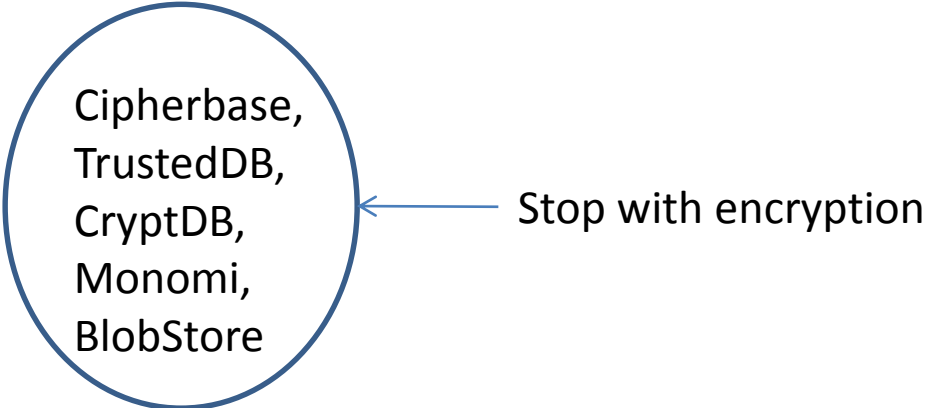 Cipherbase,
TrustedDB,
CryptDB,
Monomi,
BlobStore
Stop with encryption